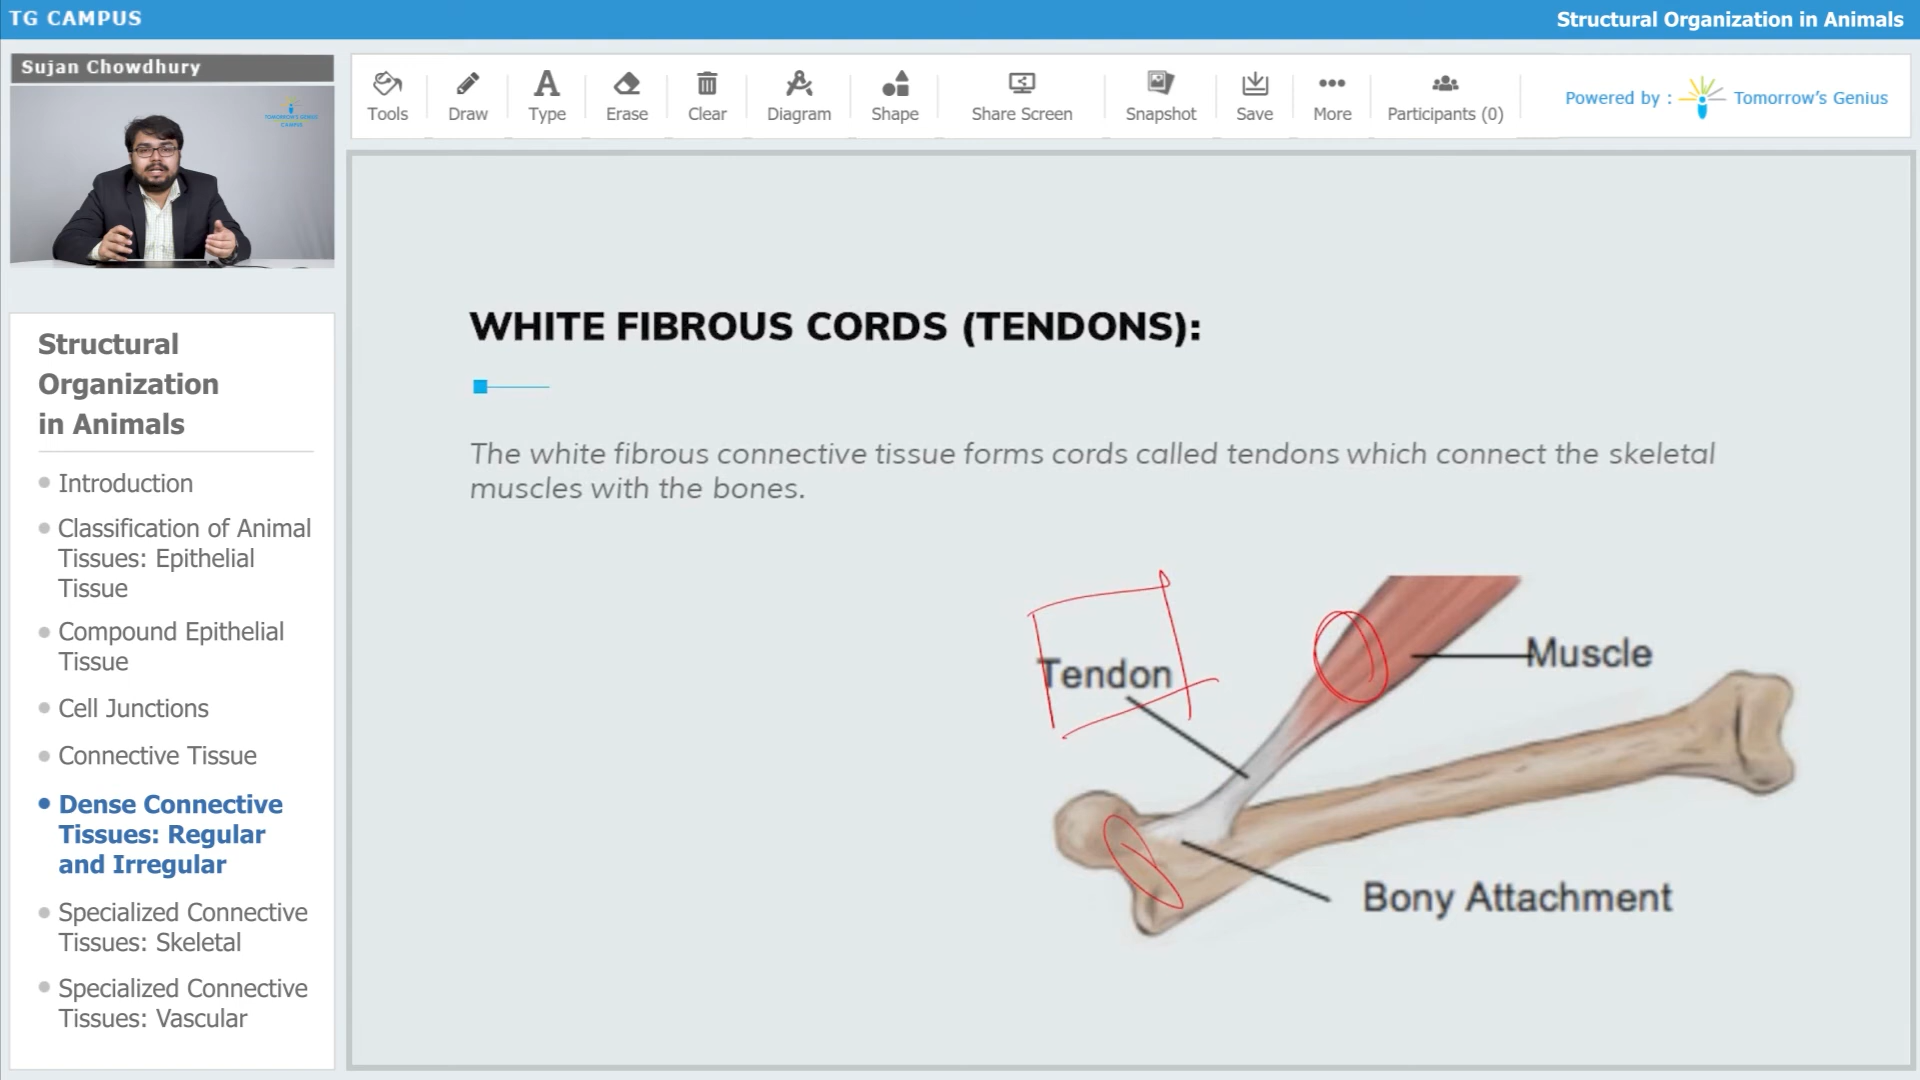 TG CAMPUS
Structural Organization in Animals
Sujan Chowdhury
TOMORROW'S GENIUS
CAMPUS
Tools
Draw
Type
Erase
Clear
Diagram
Shape
Share Screen
Snapshot
Save
More
Participants (0)
Powered by :
Tomorrow's Genius
Structural
Organization
in Animals
Introduction
Classification of Animal
Tissues: Epithelial
Tissue
Compound Epithelial
Tissue
Cell Junctions
Connective Tissue
Dense Connective
Tissues: Regular
and Irregular
Specialized Connective
Tissues: Skeletal
Specialized Connective
Tissues: Vascular
WHITE FIBROUS CORDS (TENDONS):
The white fibrous connective tissue forms cords called tendons which connect the skeletal
muscles with the bones.
Tendon
Muscle
Bony Attachment